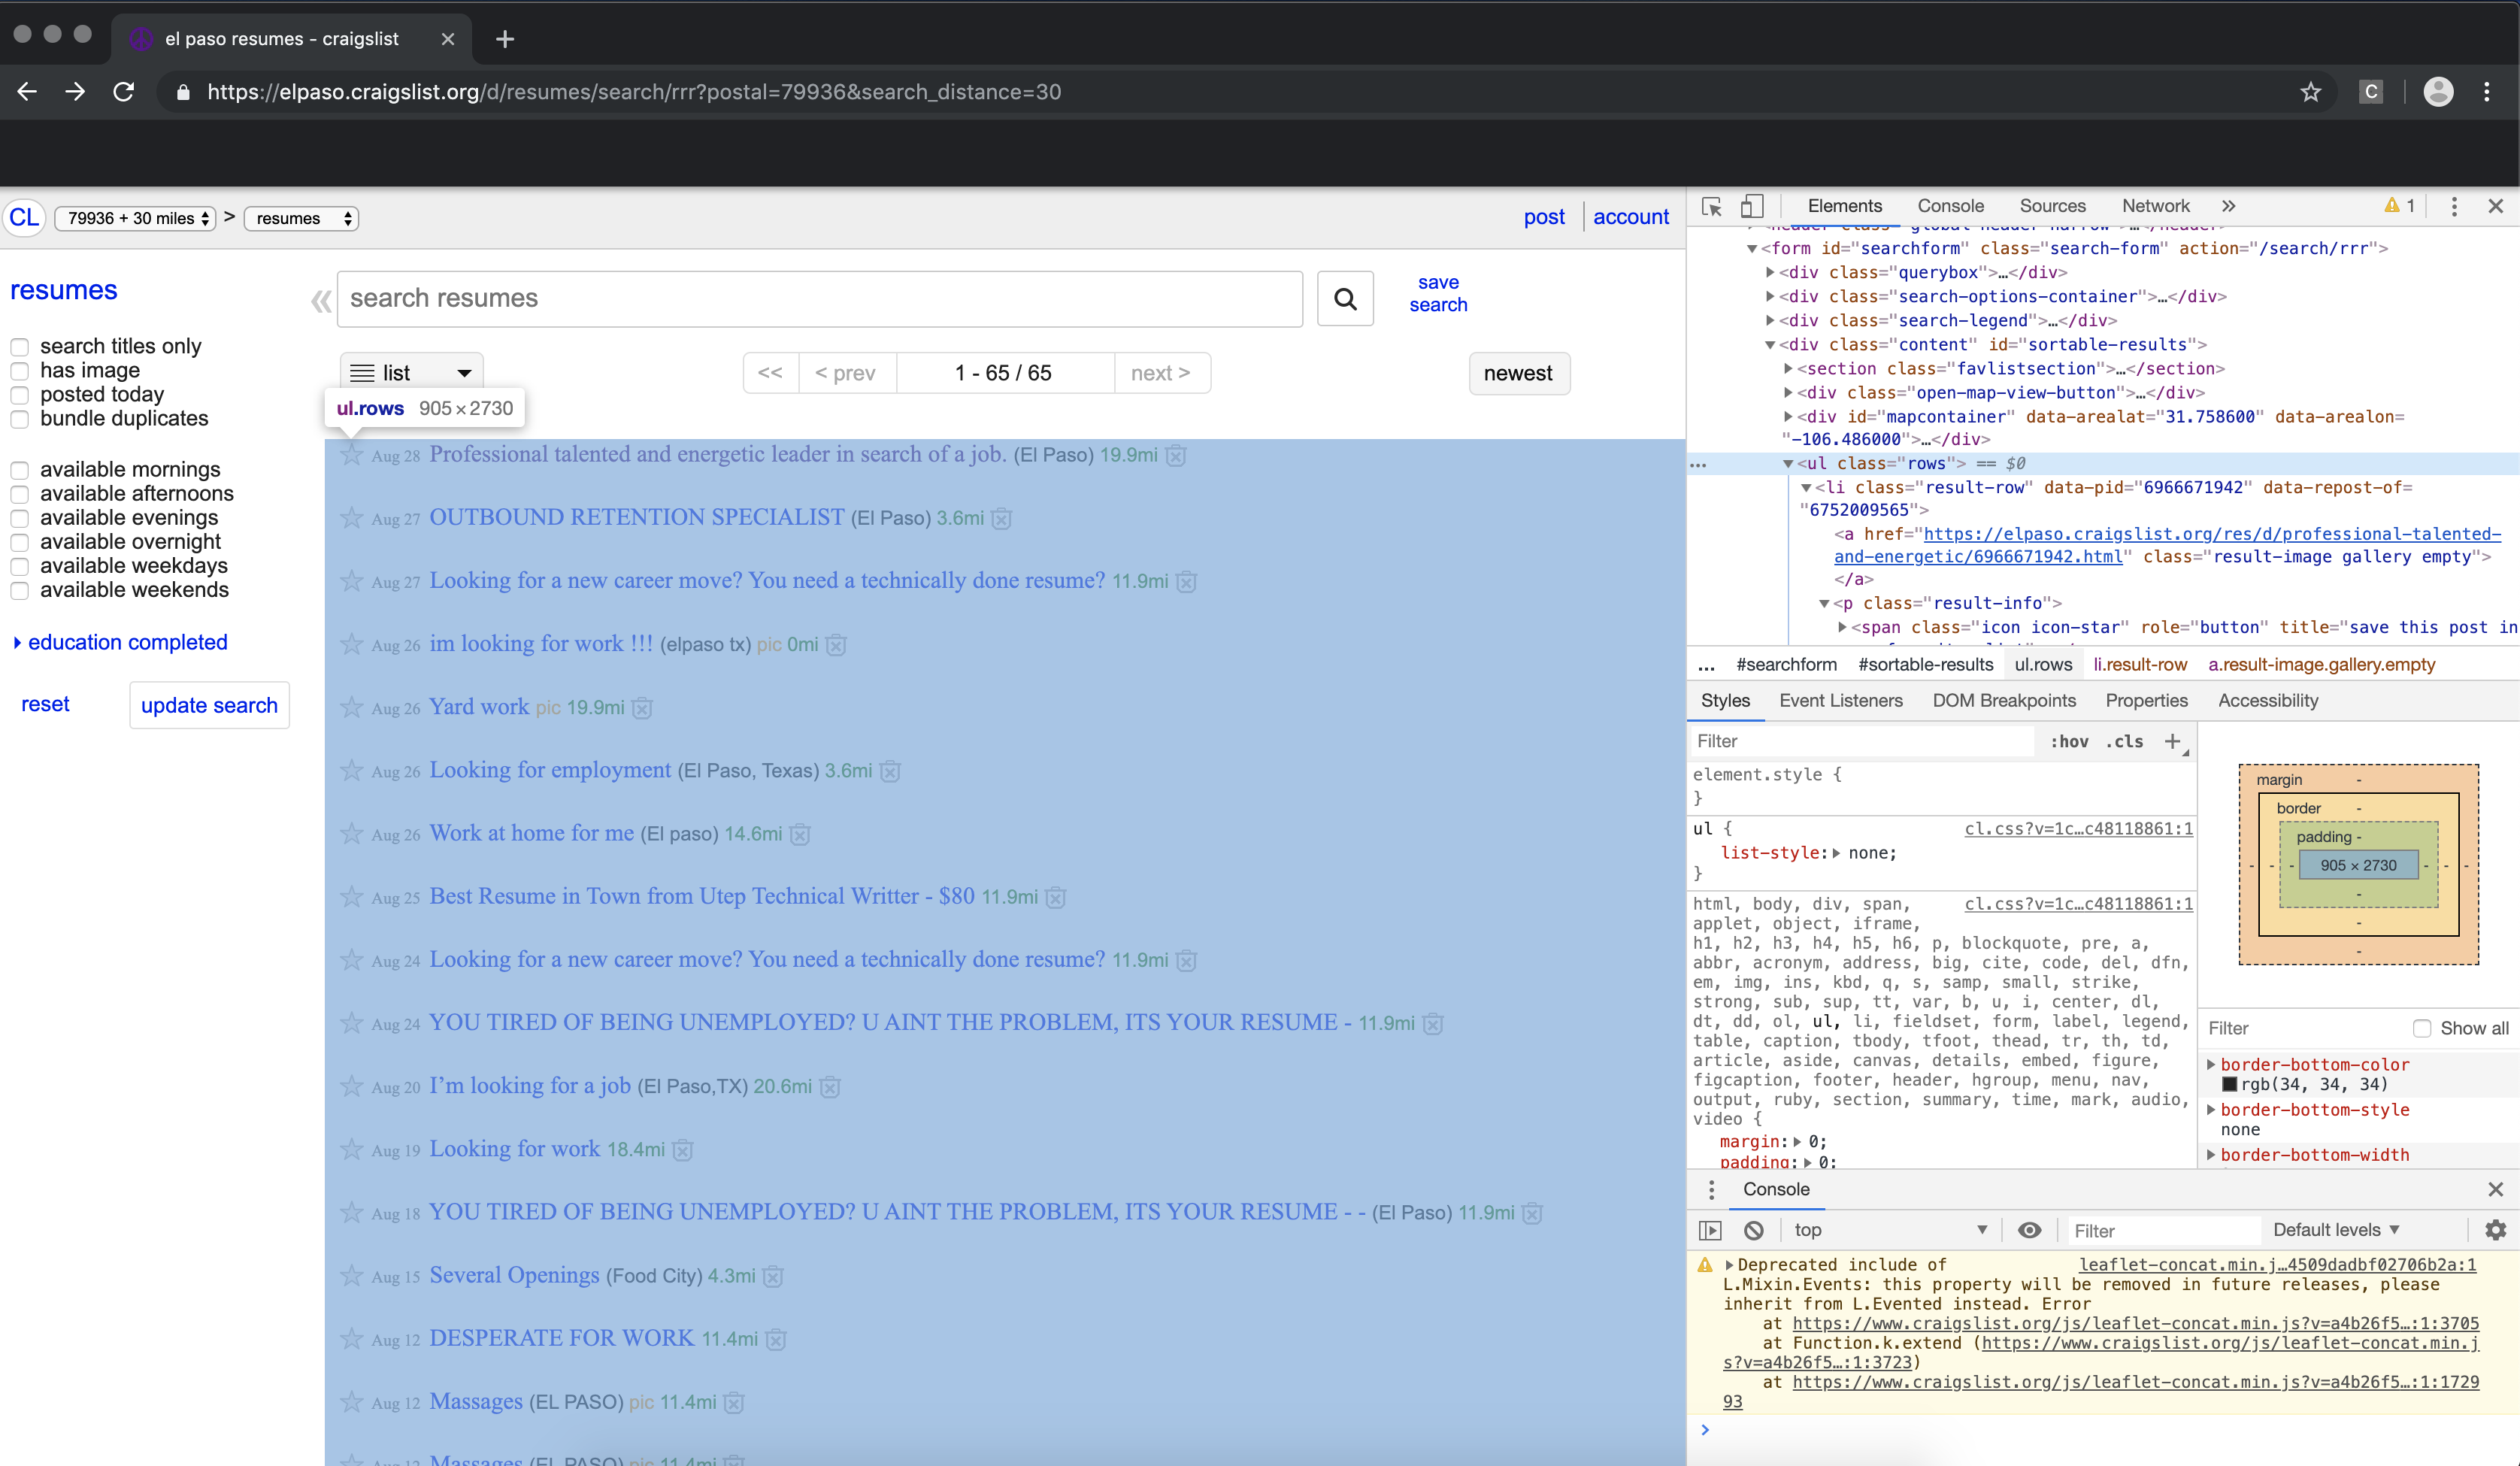 el paso resumes - craigslist
https://elpaso.craigslist.org/d/resumes/search/rrr?postal=79936&search_distance=30
C
CL 79936 + 30 miles > resumes post account
resumes
search titles only
has image
posted today
bundle duplicates
available mornings
available afternoons
available evenings
available overnight
available weekdays
available weekends
education completed
reset update search
« search resumes
save
search
list << < prev 1 - 65 / 65 next > newest
ul.rows 905 × 2730
Aug 28 Professional talented and energetic leader in search of a job. (El Paso) 19.9mi
Aug 27 OUTBOUND RETENTION SPECIALIST (El Paso) 3.6mi
Aug 27 Looking for a new career move? You need a technically done resume? 11.9mi
Aug 26 im looking for work !!! (elpaso tx) pic 0mi
Aug 26 Yard work pic 19.9mi
Aug 26 Looking for employment (El Paso, Texas) 3.6mi
Aug 26 Work at home for me (El paso) 14.6mi
Aug 25 Best Resume in Town from Utep Technical Writter - $80 11.9mi
Aug 24 Looking for a new career move? You need a technically done resume? 11.9mi
Aug 24 YOU TIRED OF BEING UNEMPLOYED? U AINT THE PROBLEM, ITS YOUR RESUME - 11.9mi
Aug 20 I’m looking for a job (El Paso,TX) 20.6mi
Aug 19 Looking for work 18.4mi
Aug 18 YOU TIRED OF BEING UNEMPLOYED? U AINT THE PROBLEM, ITS YOUR RESUME - - (El Paso) 11.9mi
Aug 15 Several Openings (Food City) 4.3mi
Aug 12 DESPERATE FOR WORK 11.4mi
Aug 12 Massages (EL PASO) pic 11.4mi
Aug 12 Massages (EL PASO) pic 11.4mi
Elements Console Sources Network » 1
<header class="global-header narrow">…</header>
<form id="searchform" class="search-form" action="/search/rrr">
<div class="querybox">…</div>
<div class="search-options-container">…</div>
<div class="search-legend">…</div>
<div class="content" id="sortable-results">
<section class="favlistsection">…</section>
<div class="open-map-view-button">…</div>
<div id="mapcontainer" data-arealat="31.758600" data-arealon=
"-106.486000">…</div>
… <ul class="rows"> == $0
<li class="result-row" data-pid="6966671942" data-repost-of=
"6752009565">
<a href="https://elpaso.craigslist.org/res/d/professional-talented-
and-energetic/6966671942.html" class="result-image gallery empty">
</a>
<p class="result-info">
<span class="icon icon-star" role="button" title="save this post in
… #searchform #sortable-results ul.rows li.result-row a.result-image.gallery.empty
Styles Event Listeners DOM Breakpoints Properties Accessibility
Filter :hov .cls +
element.style {
}
ul { cl.css?v=1c…c48118861:1
list-style: none;
}
html, body, div, span, cl.css?v=1c…c48118861:1
applet, object, iframe,
h1, h2, h3, h4, h5, h6, p, blockquote, pre, a,
abbr, acronym, address, big, cite, code, del, dfn,
em, img, ins, kbd, q, s, samp, small, strike,
strong, sub, sup, tt, var, b, u, i, center, dl,
dt, dd, ol, ul, li, fieldset, form, label, legend,
table, caption, tbody, tfoot, thead, tr, th, td,
article, aside, canvas, details, embed, figure,
figcaption, footer, header, hgroup, menu, nav,
output, ruby, section, summary, time, mark, audio,
video {
margin: 0;
padding: 0;
margin -
border -
padding -
- - - 905 × 2730 - - -
-
-
-
Filter Show all
border-bottom-color
rgb(34, 34, 34)
border-bottom-style
none
border-bottom-width
Console
top Filter Default levels
Deprecated include of leaflet-concat.min.j…4509dadbf02706b2a:1
L.Mixin.Events: this property will be removed in future releases, please
inherit from L.Evented instead. Error
at https://www.craigslist.org/js/leaflet-concat.min.js?v=a4b26f5…:1:3705
at Function.k.extend (https://www.craigslist.org/js/leaflet-concat.min.j
s?v=a4b26f5…:1:3723)
at https://www.craigslist.org/js/leaflet-concat.min.js?v=a4b26f5…:1:1729
93
>